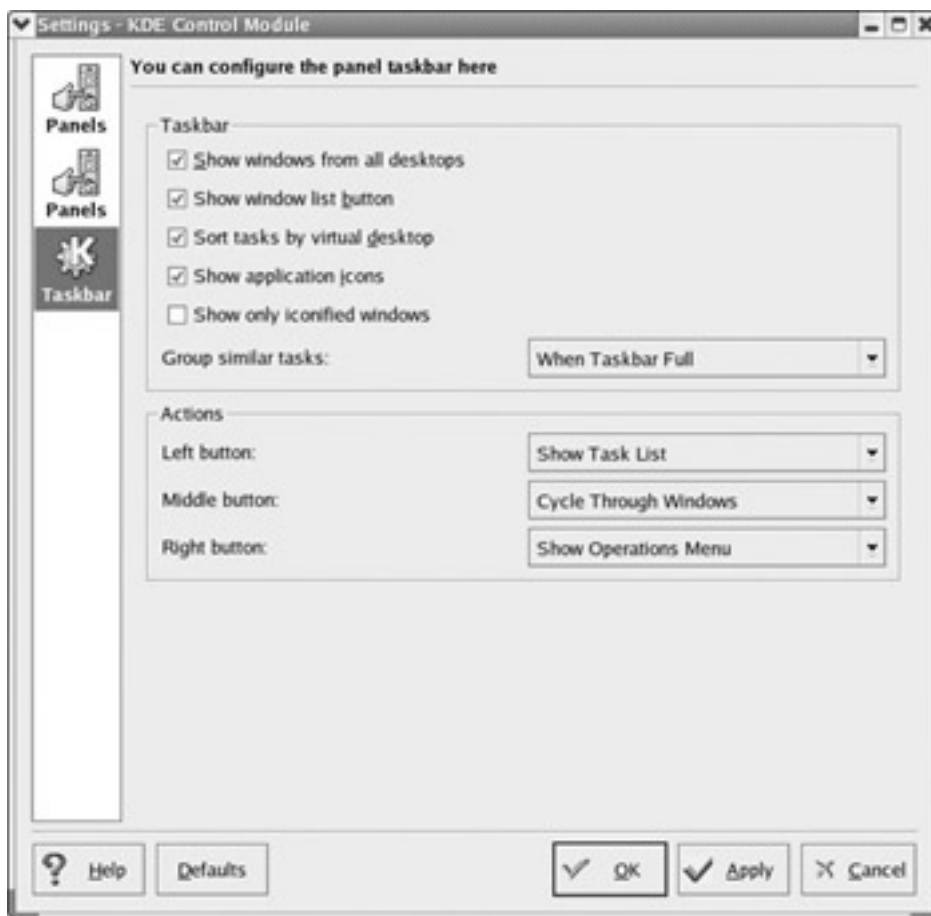 Settings - KDE Control Module
You can configure the panel taskbar here
Panels
Panels
Taskbar
Taskbar
Show windows from all desktops
Show window list button
Sort tasks by virtual desktop
Show application icons
Show only iconified windows
Group similar tasks: When Taskbar Full
Actions
Left button: Show Task List
Middle button: Cycle Through Windows
Right button: Show Operations Menu
? Help Defaults OK Apply Cancel